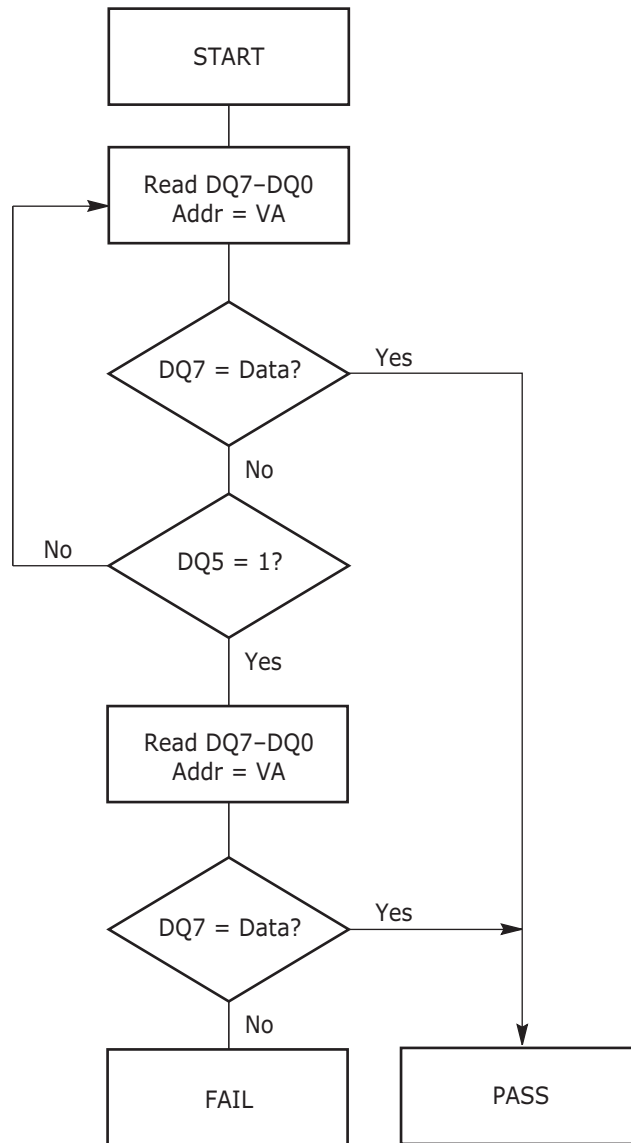 START
Read DQ7–DQ0
Addr = VA
DQ7 = Data?
Yes
No
DQ5 = 1?
No
Yes
Read DQ7–DQ0
Addr = VA
DQ7 = Data?
Yes
No
FAIL
PASS